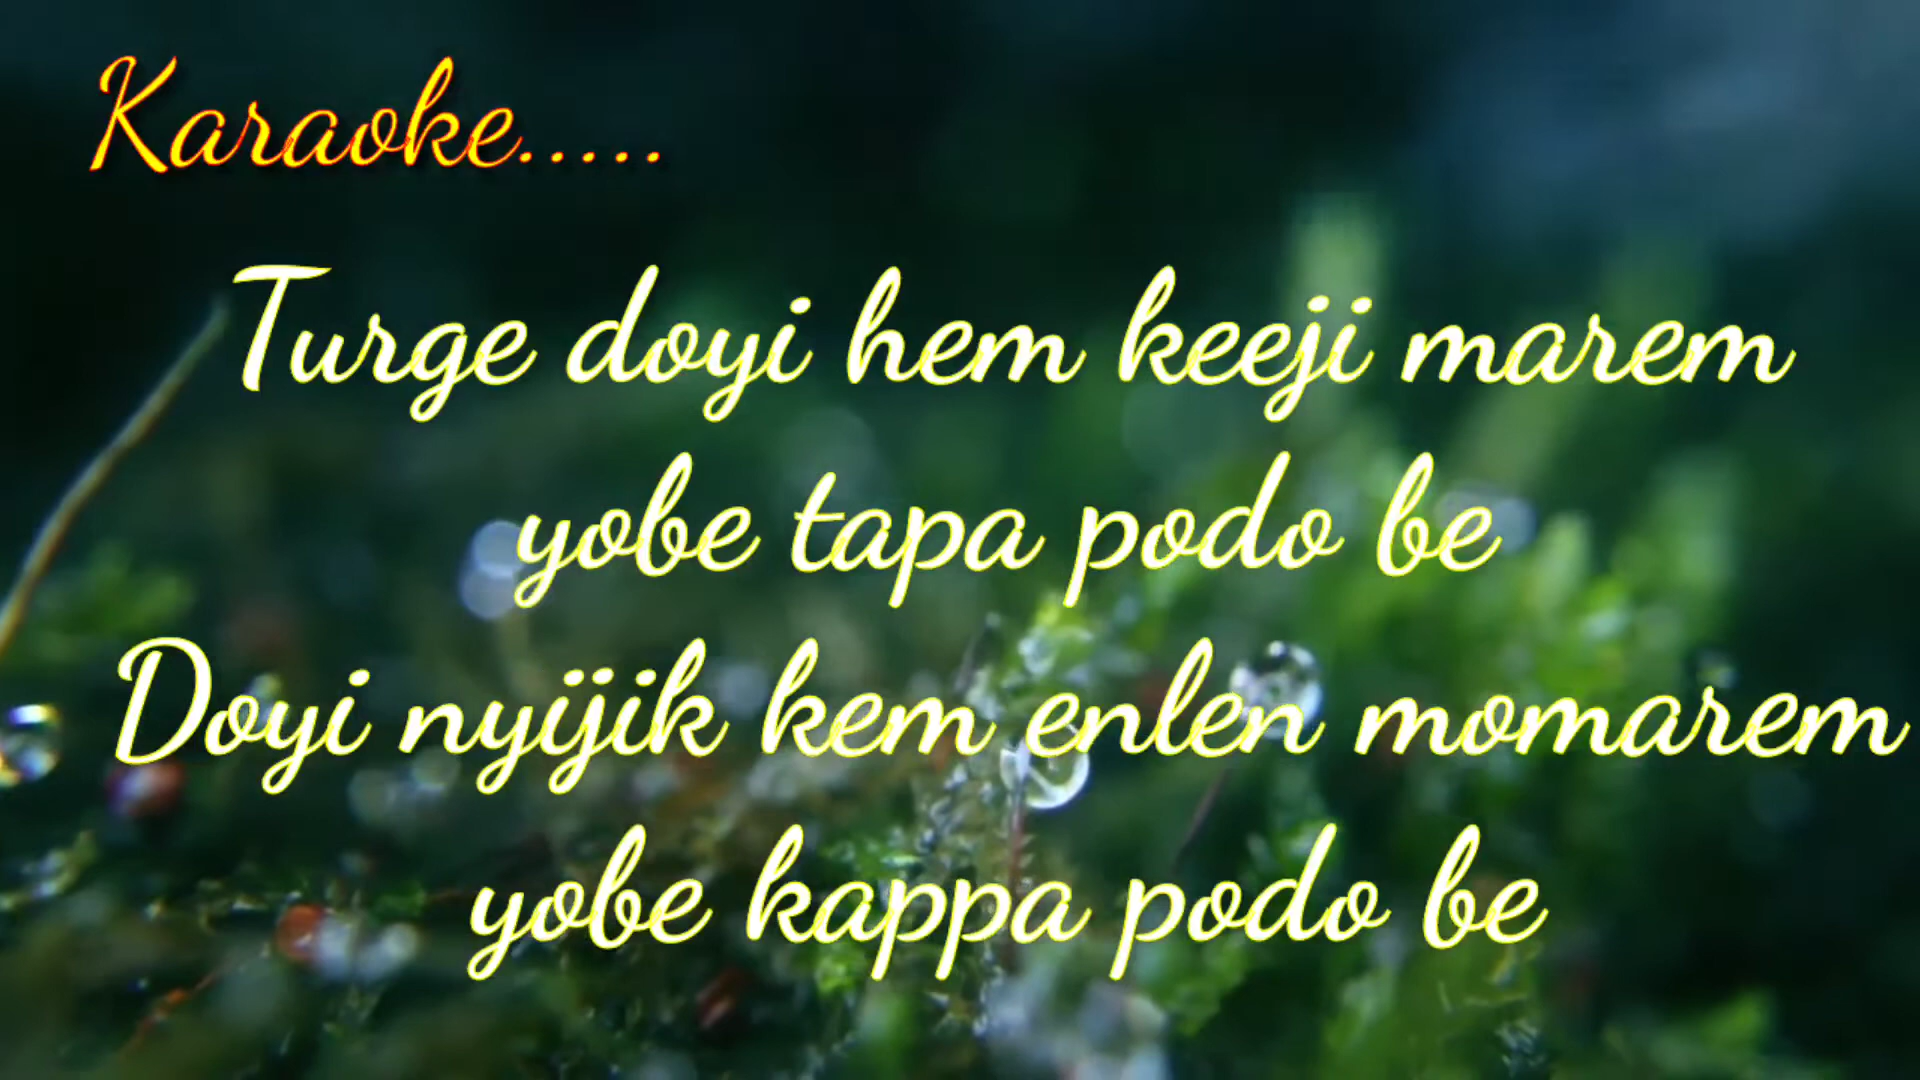 Karaoke.....
Turge doyi hem keeji marem
yobe tapa podo be
Doyi nyijik kem enlen momarem
yobe kappa podo be